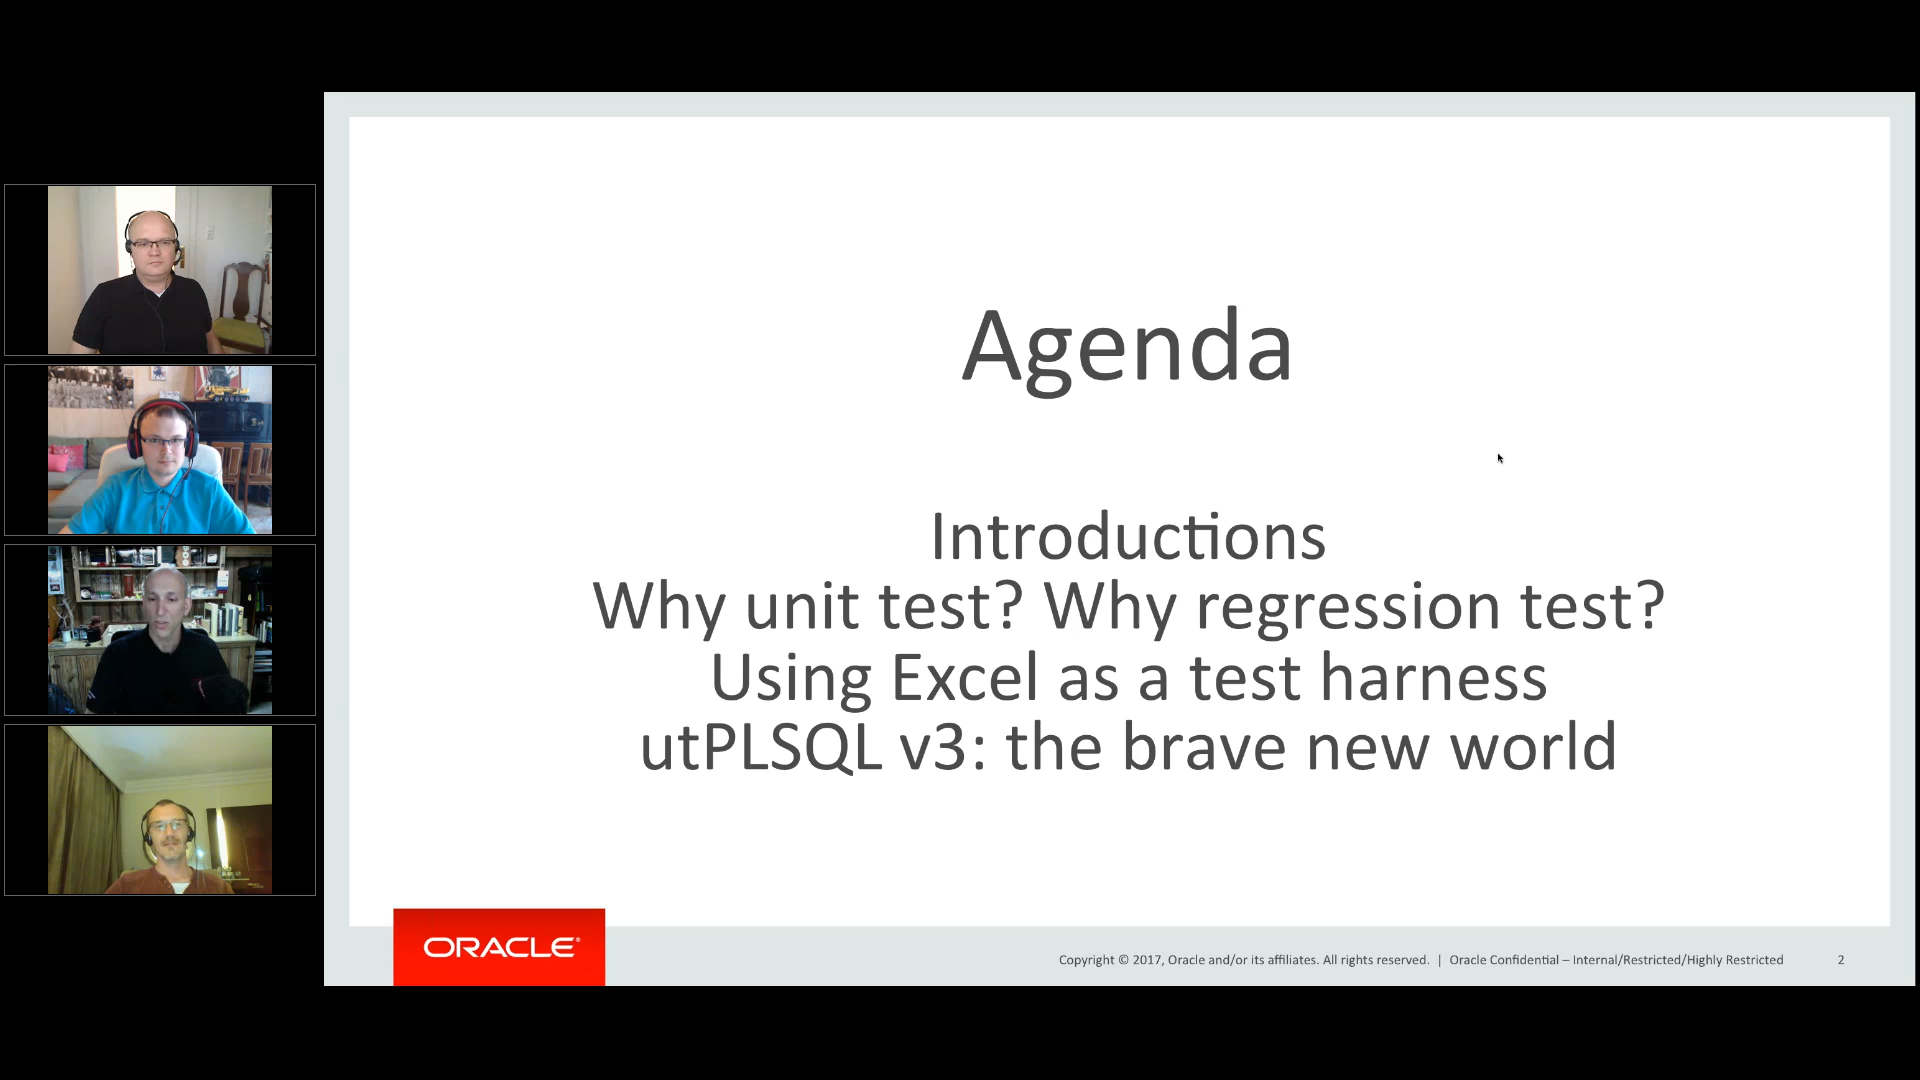 Agenda
Introductions
Why unit test? Why regression test?
Using Excel as a test harness
utPLSQL v3: the brave new world
ORACLE®
Copyright © 2017, Oracle and/or its affiliates. All rights reserved. | Oracle Confidential – Internal/Restricted/Highly Restricted 2